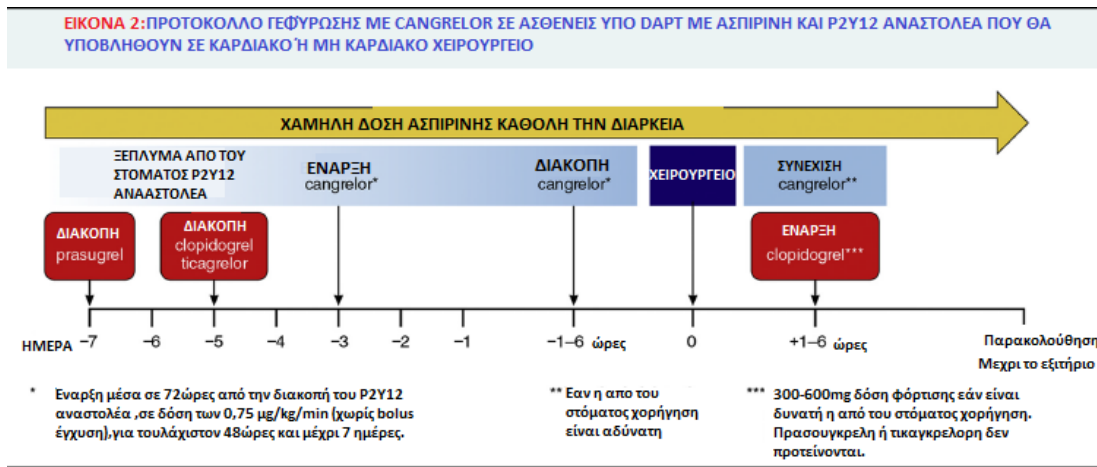 ΕΙΚΟΝΑ 2:ΠΡΟΤΟΚΟΛΛΟ ΓΕΦΥΡΩΣΗΣ ΜΕ CANGRELOR ΣΕ ΑΣΘΕΝΕΙΣ ΥΠΟ DAPT ΜΕ ΑΣΠΙΡΙΝΗ ΚΑΙ P2Y12 ΑΝΑΣΤΟΛΕΑ ΠΟΥ ΘΑ
ΥΠΟΒΛΗΘΟΥΝ ΣΕ ΚΑΡΔΙΑΚΟ Ή ΜΗ ΚΑΡΔΙΑΚΟ ΧΕΙΡΟΥΡΓΕΙΟ
ΧΑΜΗΛΗ ΔΟΣΗ ΑΣΠΙΡΙΝΗΣ ΚΑΘΟΛΗ ΤΗΝ ΔΙΑΡΚΕΙΑ
ΞΕΠΛΥΜΑ ΑΠΟ ΤΟΥ
ΣΤΟΜΑΤΟΣ P2Y12
ΑΝΑΑΣΤΟΛΕΑ
ΕΝΑΡΞΗ
cangrelor*
ΔΙΑΚΟΠΗ
cangrelor*
ΧΕΙΡΟΥΡΓΕΙΟ
ΣΥΝΕΧΙΣΗ
cangrelor**
ΔΙΑΚΟΠΗ
prasugrel
ΔΙΑΚΟΠΗ
clopidogrel
ticagrelor
ΕΝΑΡΞΗ
clopidogrel***
ΗΜΕΡΑ -7 -6 -5 -4 -3 -2 -1 -1-6 ώρες 0 +1-6 ώρες
Παρακολούθηση
Μεχρι το εξιτήριο
* Εναρξη μέσα σε 72ώρες από την διακοπή του P2Y12
αναστολέα ,σε δόση των 0,75 μg/kg/min (χωρίς bolus
έγχυση),για τουλάχιστον 48ώρες και μέχρι 7 ημέρες.
** Εαν η απο του
στόματος χορήγηση
είναι αδύνατη
*** 300-600mg δόση φόρτισης εάν είναι
δυνατή η από του στόματος χορήγηση.
Πρασουγκρελη ή τικαγκρελορη δεν
προτείνονται.